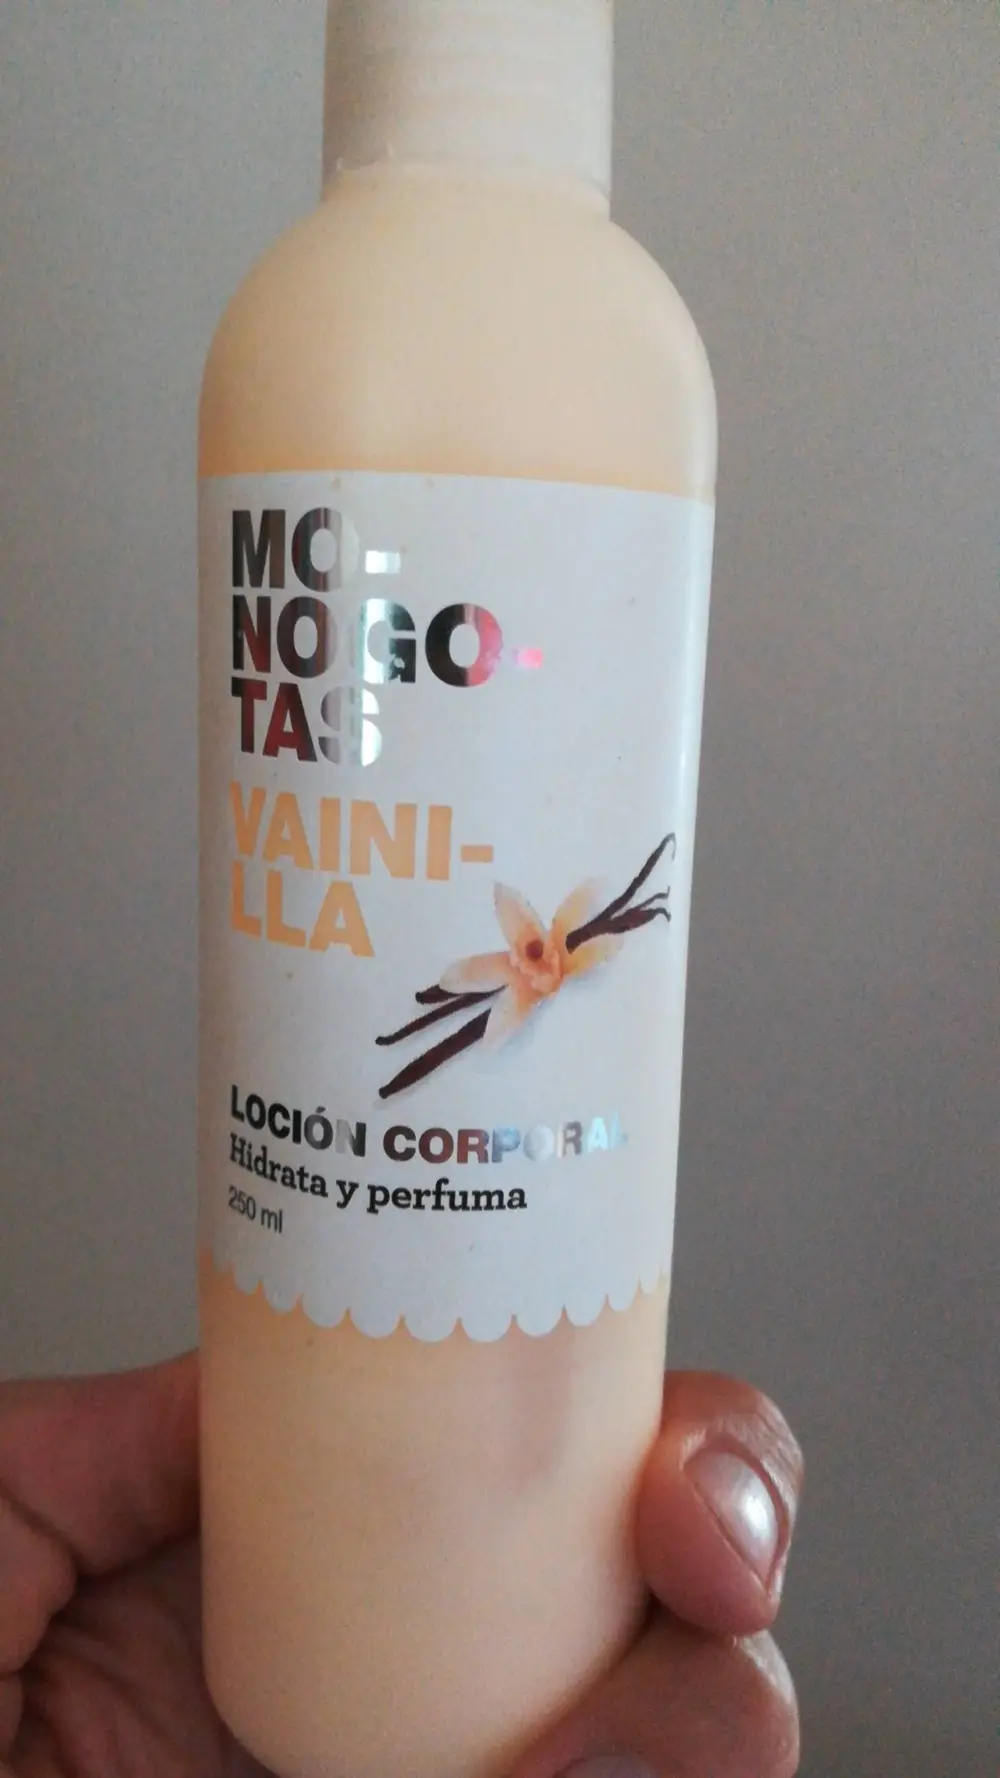 MO-
NOGO-
TAS
VAINI-
LLA
LOCIÓN CORPORAL
Hidrata y perfuma
250 ml